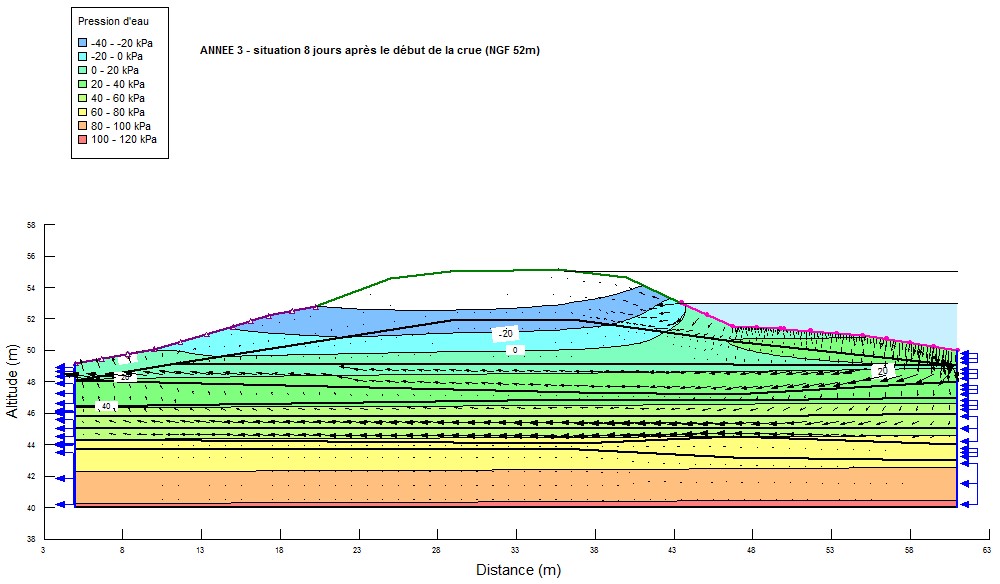 Pression d'eau
-40 - -20 kPa
-20 - 0 kPa
0 - 20 kPa
20 - 40 kPa
40 - 60 kPa
60 - 80 kPa
80 - 100 kPa
100 - 120 kPa
ANNEE 3 - situation 8 jours après le début de la crue (NGF 52m)
58
56
54
52
50
48
46
44
42
40
38
Altitude (m)
-20
0
20
40
3
8
13
18
23
28
33
38
43
48
53
58
63
Distance (m)